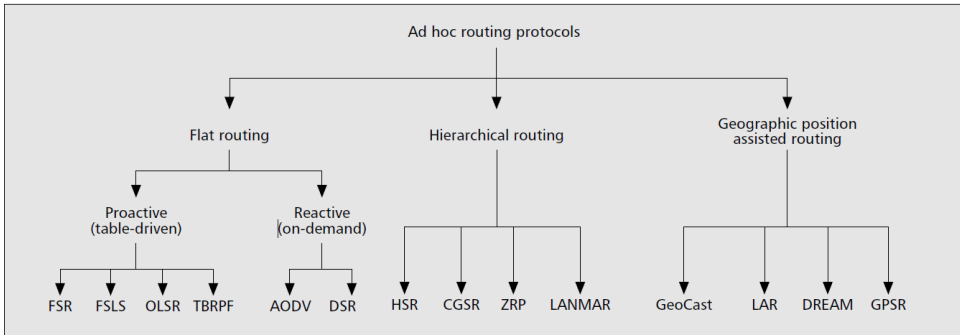 Ad hoc routing protocols
Flat routing
Hierarchical routing
Geographic position
assisted routing
Proactive
(table-driven)
Reactive
(on-demand)
FSR
FSLS
OLSR
TBRPF
AODV
DSR
HSR
CGSR
ZRP
LANMAR
GeoCast
LAR
DREAM
GPSR